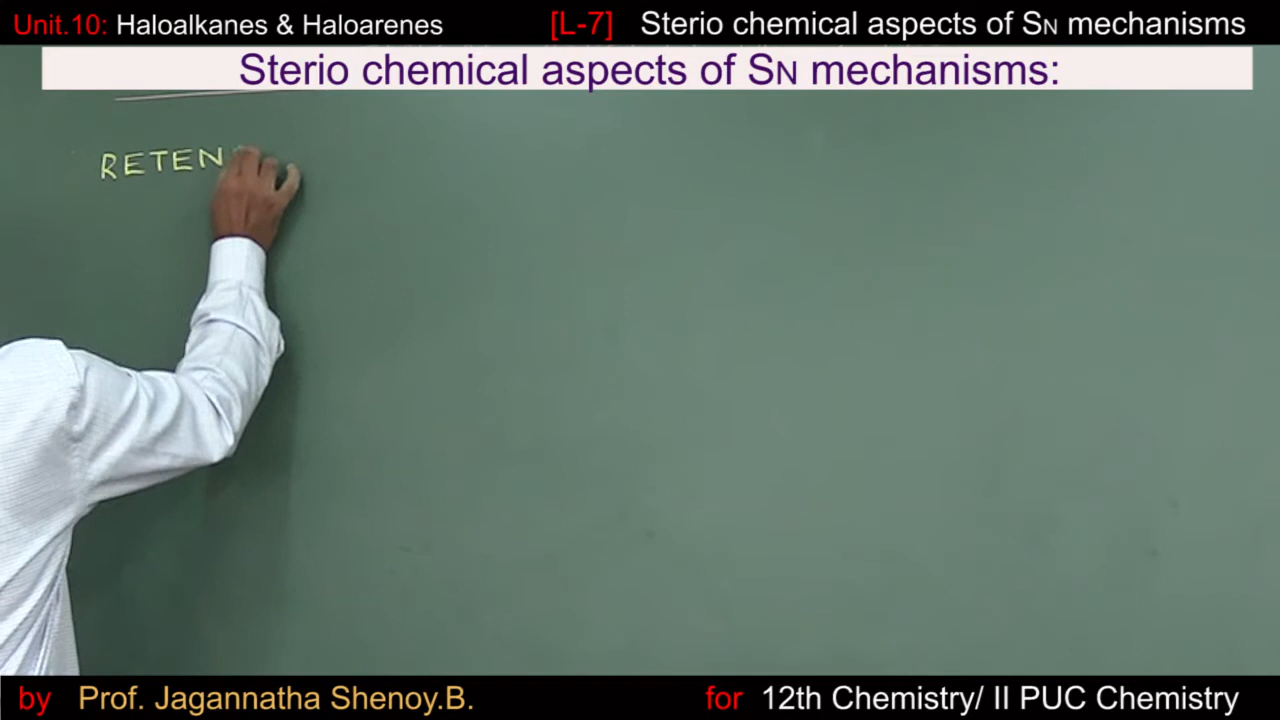 Unit.10: Haloalkanes & Haloarenes [L-7] Sterio chemical aspects of SN mechanisms
Sterio chemical aspects of SN mechanisms:
RETEN
by Prof. Jagannatha Shenoy.B. for 12th Chemistry/ II PUC Chemistry